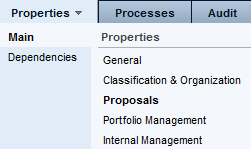 Properties Processes Audit
Main Properties
Dependencies General
Classification & Organization
Proposals
Portfolio Management
Internal Management